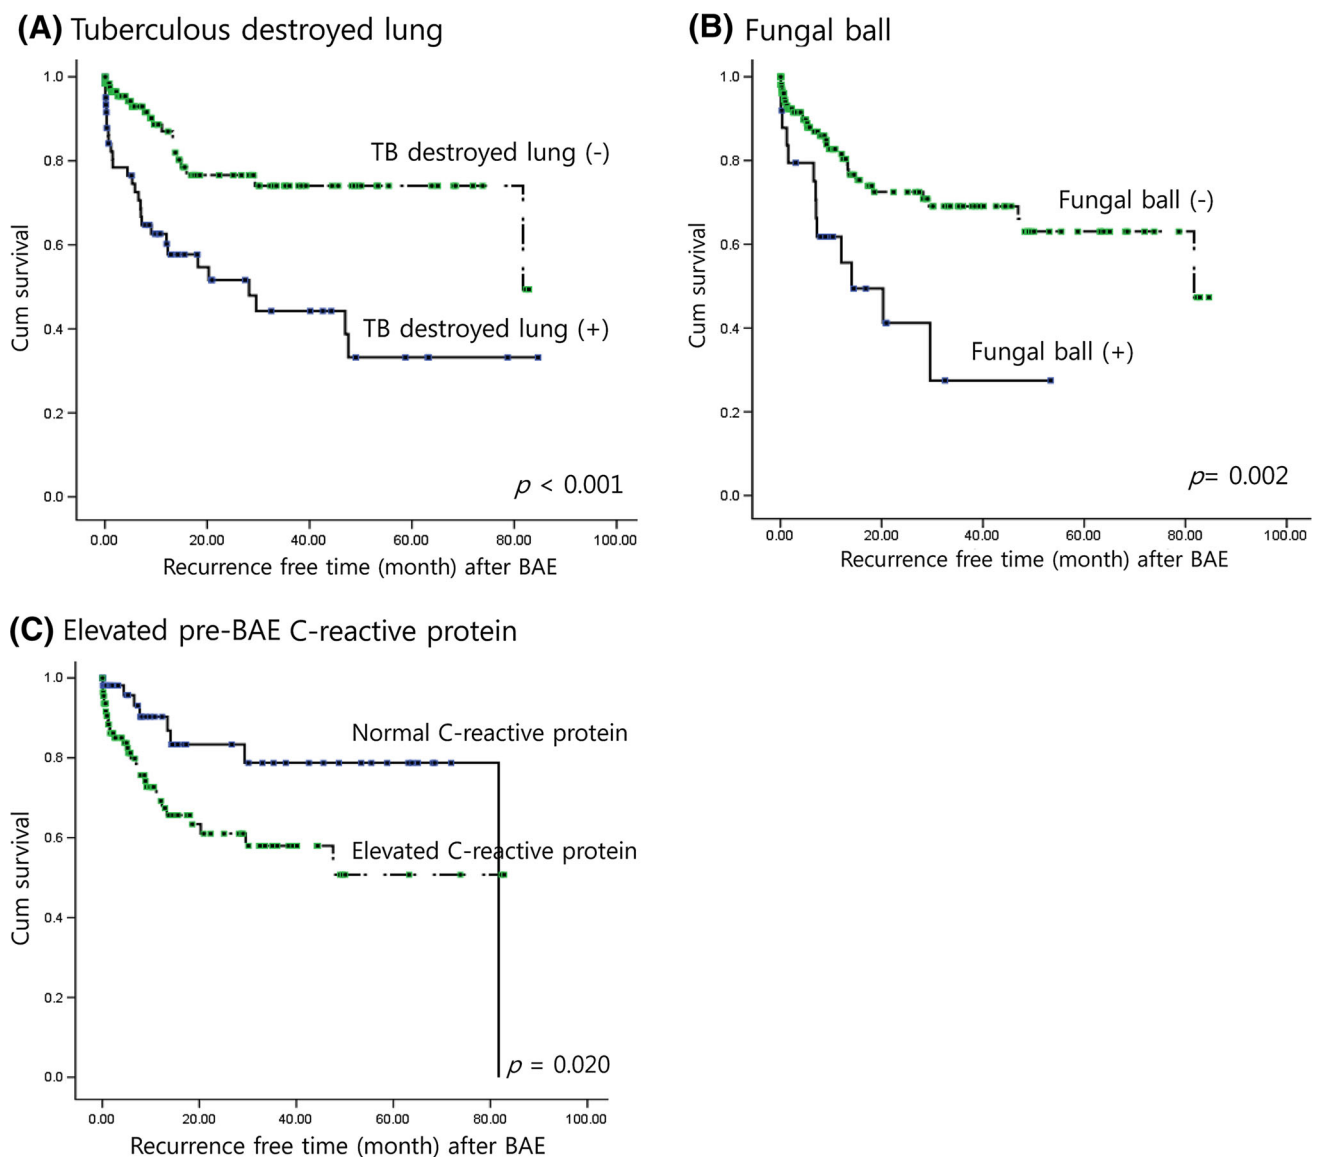 (A) Tuberculous destroyed lung
1.0
0.8
0.6
0.4
0.2
0.0
Cum survival
TB destroyed lung (-)
TB destroyed lung (+)
p < 0.001
0.00 20.00 40.00 60.00 80.00 100.00
Recurrence free time (month) after BAE
(B) Fungal ball
1.0
0.8
0.6
0.4
0.2
0.0
Cum survival
Fungal ball (-)
Fungal ball (+)
p= 0.002
0.00 20.00 40.00 60.00 80.00 100.00
Recurrence free time (month) after BAE
(C) Elevated pre-BAE C-reactive protein
1.0
0.8
0.6
0.4
0.2
0.0
Cum survival
Normal C-reactive protein
Elevated C-reactive protein
p = 0.020
0.00 20.00 40.00 60.00 80.00 100.00
Recurrence free time (month) after BAE